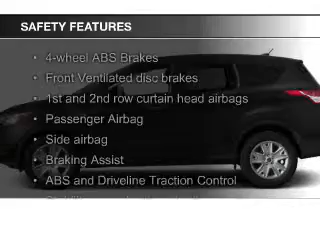 SAFETY FEATURES
• 4-wheel ABS Brakes
• Front Ventilated disc brakes
• 1st and 2nd row curtain head airbags
• Passenger Airbag
• Side airbag
• Braking Assist
• ABS and Driveline Traction Control